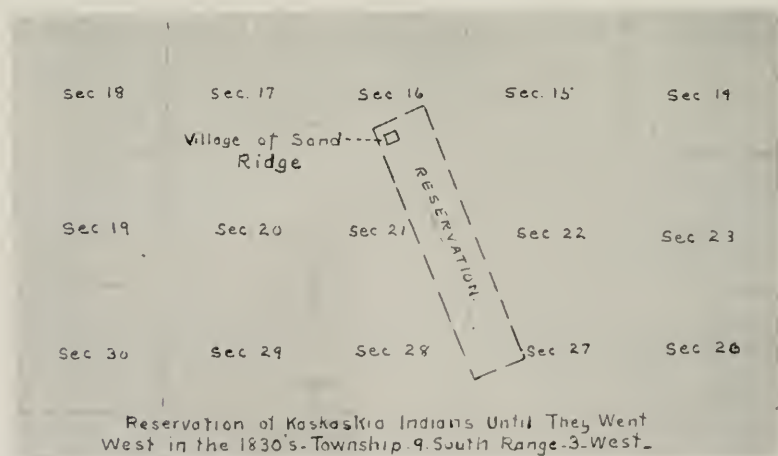 Sec 18 Sec. 17 Sec 16 Sec. 15 Sec 14
Village of Sand
Ridge
RESERVATION
Sec 19 Sec 20 Sec 21 Sec 22 Sec 23
Sec 30 Sec 29 Sec 28 Sec 27 Sec 26
Reservation of Kaskaskia Indians Until They Went
West in the 1830's-Township.9.South Range-3-West-